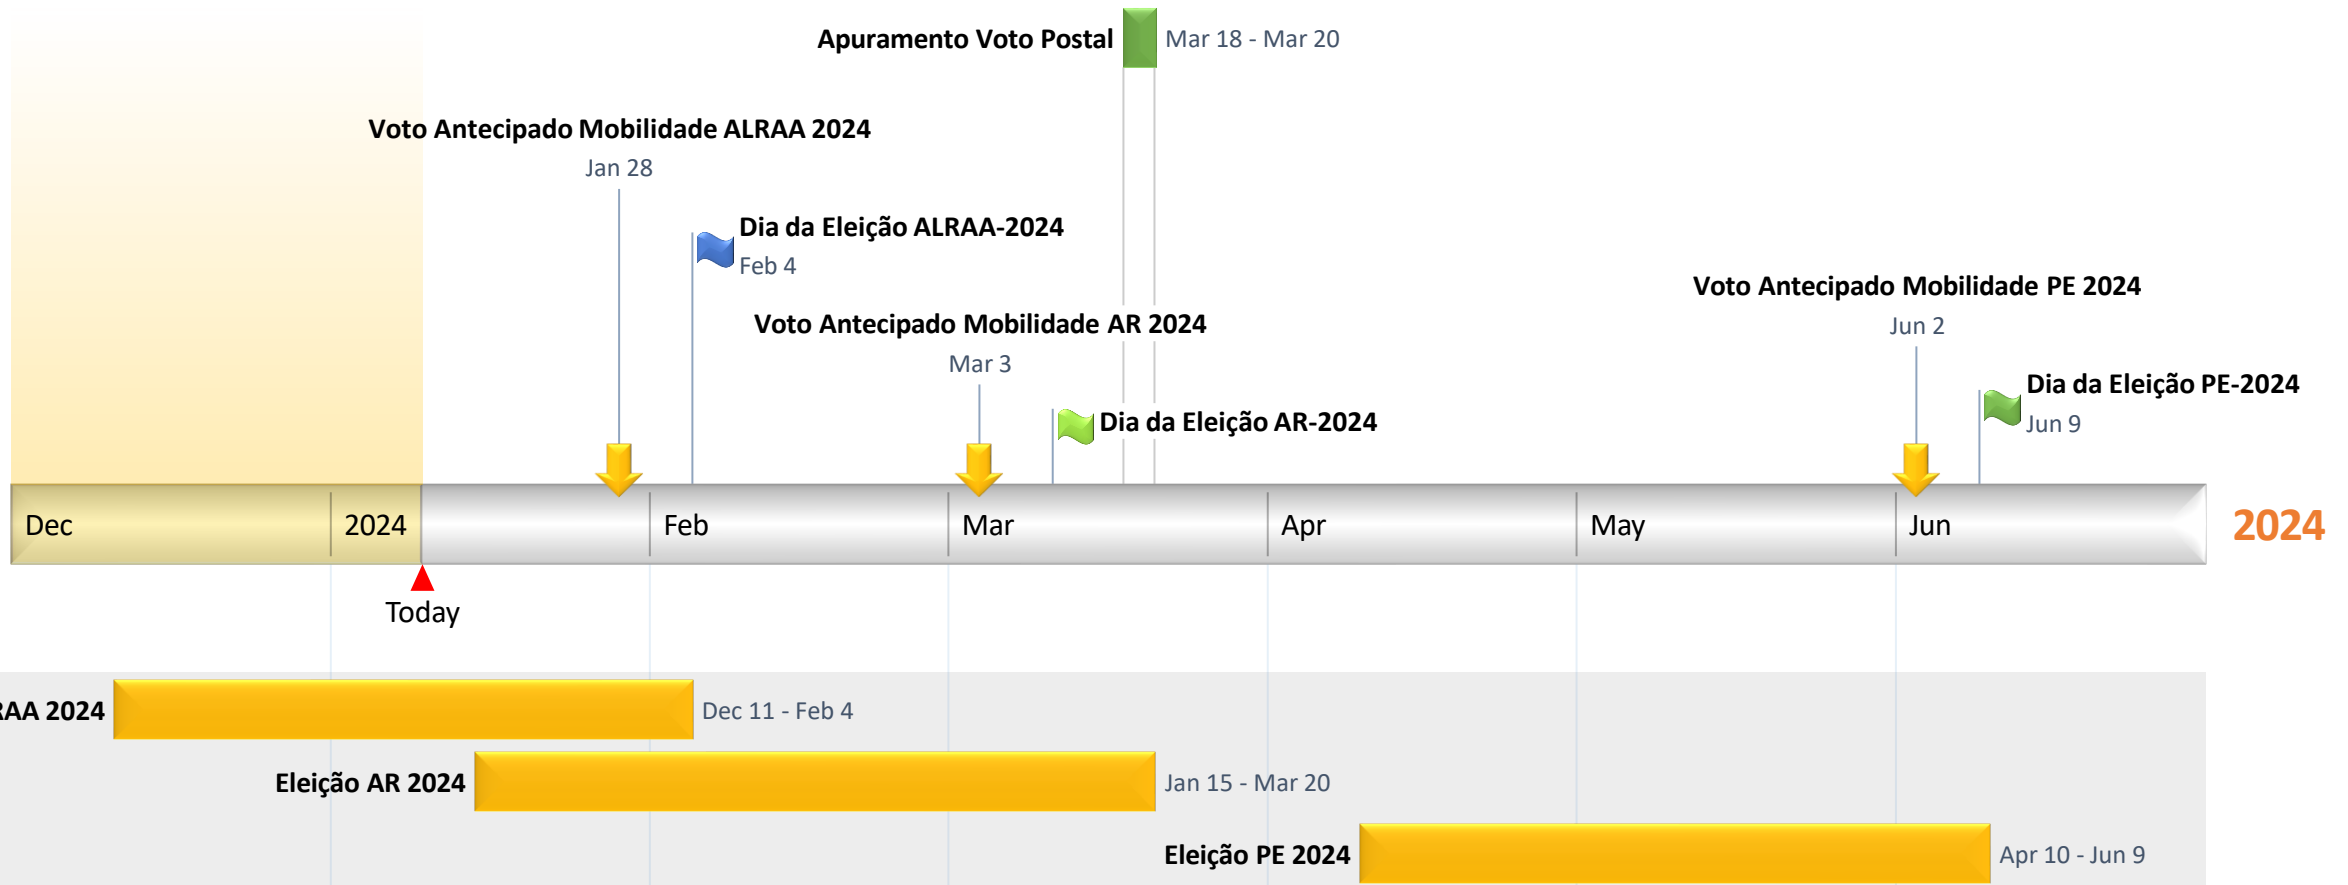 Apuramento Voto Postal Mar 18 - Mar 20
Voto Antecipado Mobilidade ALRAA 2024
Jan 28
Dia da Eleição ALRAA-2024
Feb 4
Voto Antecipado Mobilidade PE 2024
Jun 2
Voto Antecipado Mobilidade AR 2024
Mar 3
Dia da Eleição PE-2024
Jun 9
Dia da Eleição AR-2024
Dec 2024 Feb Mar Apr May Jun 2024
Today
2024 Dec 11 - Feb 4
Eleição AR 2024 Jan 15 - Mar 20
Eleição PE 2024 Apr 10 - Jun 9